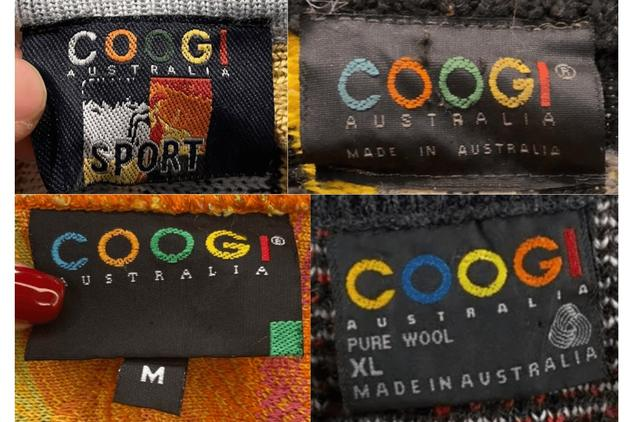 COOGI
AUSTRALIA
SPORT
COOGI®
AUSTRALIA
MADE IN AUSTRALIA
COOGI®
AUSTRALIA
M
COOGI
AUSTRALIA
PURE WOOL
XL
MADE IN AUSTRALIA